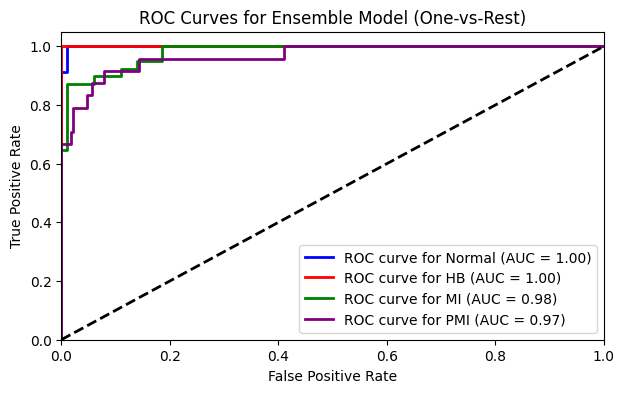 ROC Curves for Ensemble Model (One-vs-Rest)
True Positive Rate
1.0
0.8
0.6
0.4
0.2
0.0
ROC curve for Normal (AUC = 1.00)
ROC curve for HB (AUC = 1.00)
ROC curve for MI (AUC = 0.98)
ROC curve for PMI (AUC = 0.97)
0.0 0.2 0.4 0.6 0.8 1.0
False Positive Rate